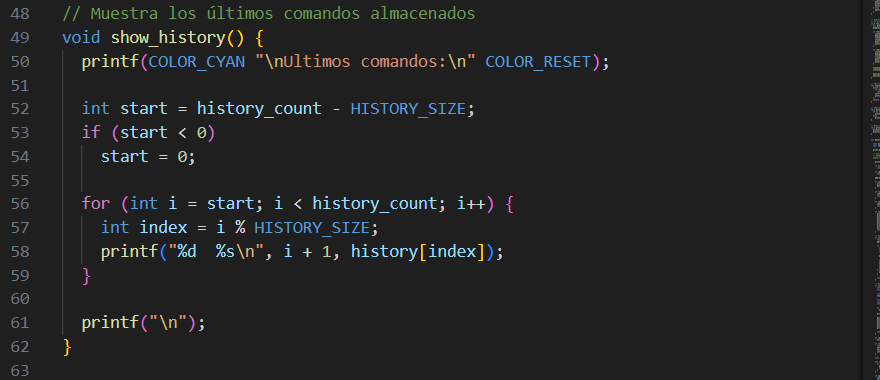 48 // Muestra los últimos comandos almacenados
49 void show_history() {
50   printf(COLOR_CYAN "\nUltimos comandos:\n" COLOR_RESET);
51
52   int start = history_count - HISTORY_SIZE;
53   if (start < 0)
54     start = 0;
55
56   for (int i = start; i < history_count; i++) {
57     int index = i % HISTORY_SIZE;
58     printf("%d  %s\n", i + 1, history[index]);
59   }
60
61   printf("\n");
62 }
63